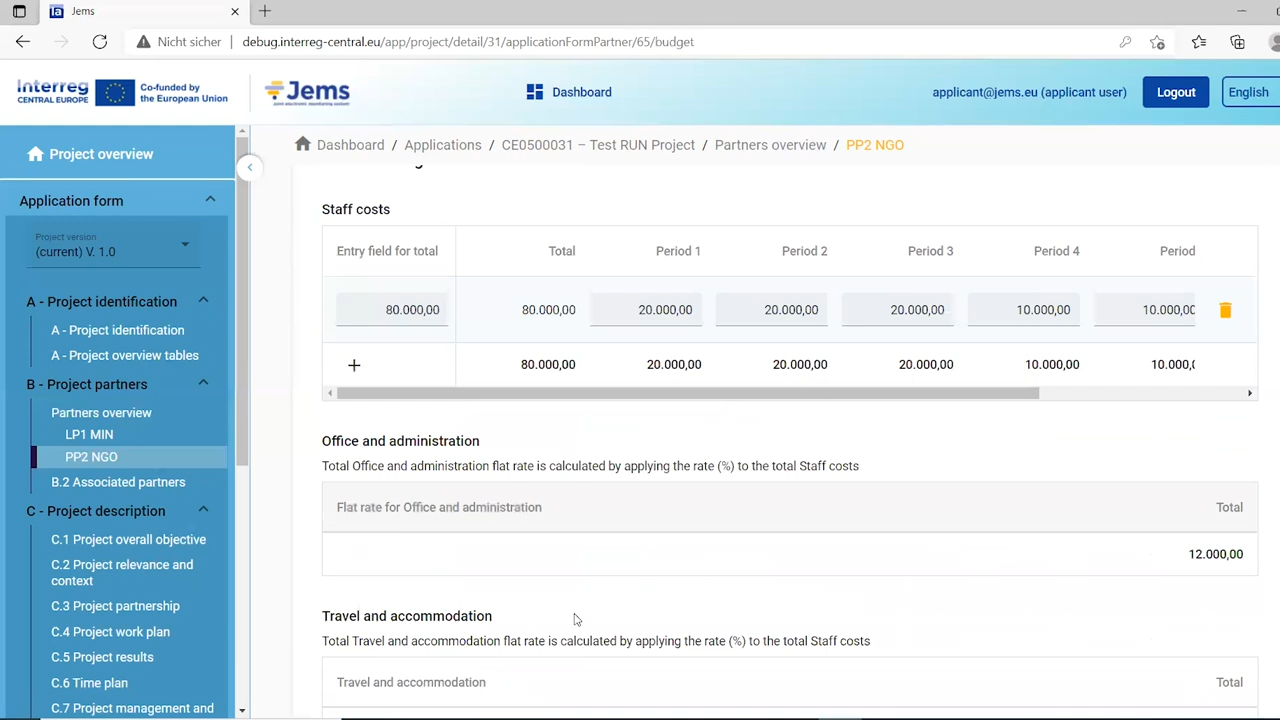 Jems
Nicht sicher debug.interreg-central.eu/app/project/detail/31/applicationFormPartner/65/budget
Interreg
CENTRAL EUROPE
Co-funded by
the European Union
Jems
Joint electronic monitoring system
Dashboard
applicant@jems.eu (applicant user)
Logout
English
Project overview
Dashboard / Applications / CE0500031 – Test RUN Project / Partners overview / PP2 NGO
Application form
Project version
(current) V. 1.0
A - Project identification
A - Project identification
A - Project overview tables
B - Project partners
Partners overview
LP1 MIN
PP2 NGO
B.2 Associated partners
C - Project description
C.1 Project overall objective
C.2 Project relevance and
context
C.3 Project partnership
C.4 Project work plan
C.5 Project results
C.6 Time plan
C.7 Project management and
Staff costs
Entry field for total Total Period 1 Period 2 Period 3 Period 4 Period
80.000,00 80.000,00 20.000,00 20.000,00 20.000,00 10.000,00 10.000,00
+ 80.000,00 20.000,00 20.000,00 20.000,00 10.000,00 10.000,
Office and administration
Total Office and administration flat rate is calculated by applying the rate (%) to the total Staff costs
Flat rate for Office and administration Total
12.000,00
Travel and accommodation
Total Travel and accommodation flat rate is calculated by applying the rate (%) to the total Staff costs
Travel and accommodation Total